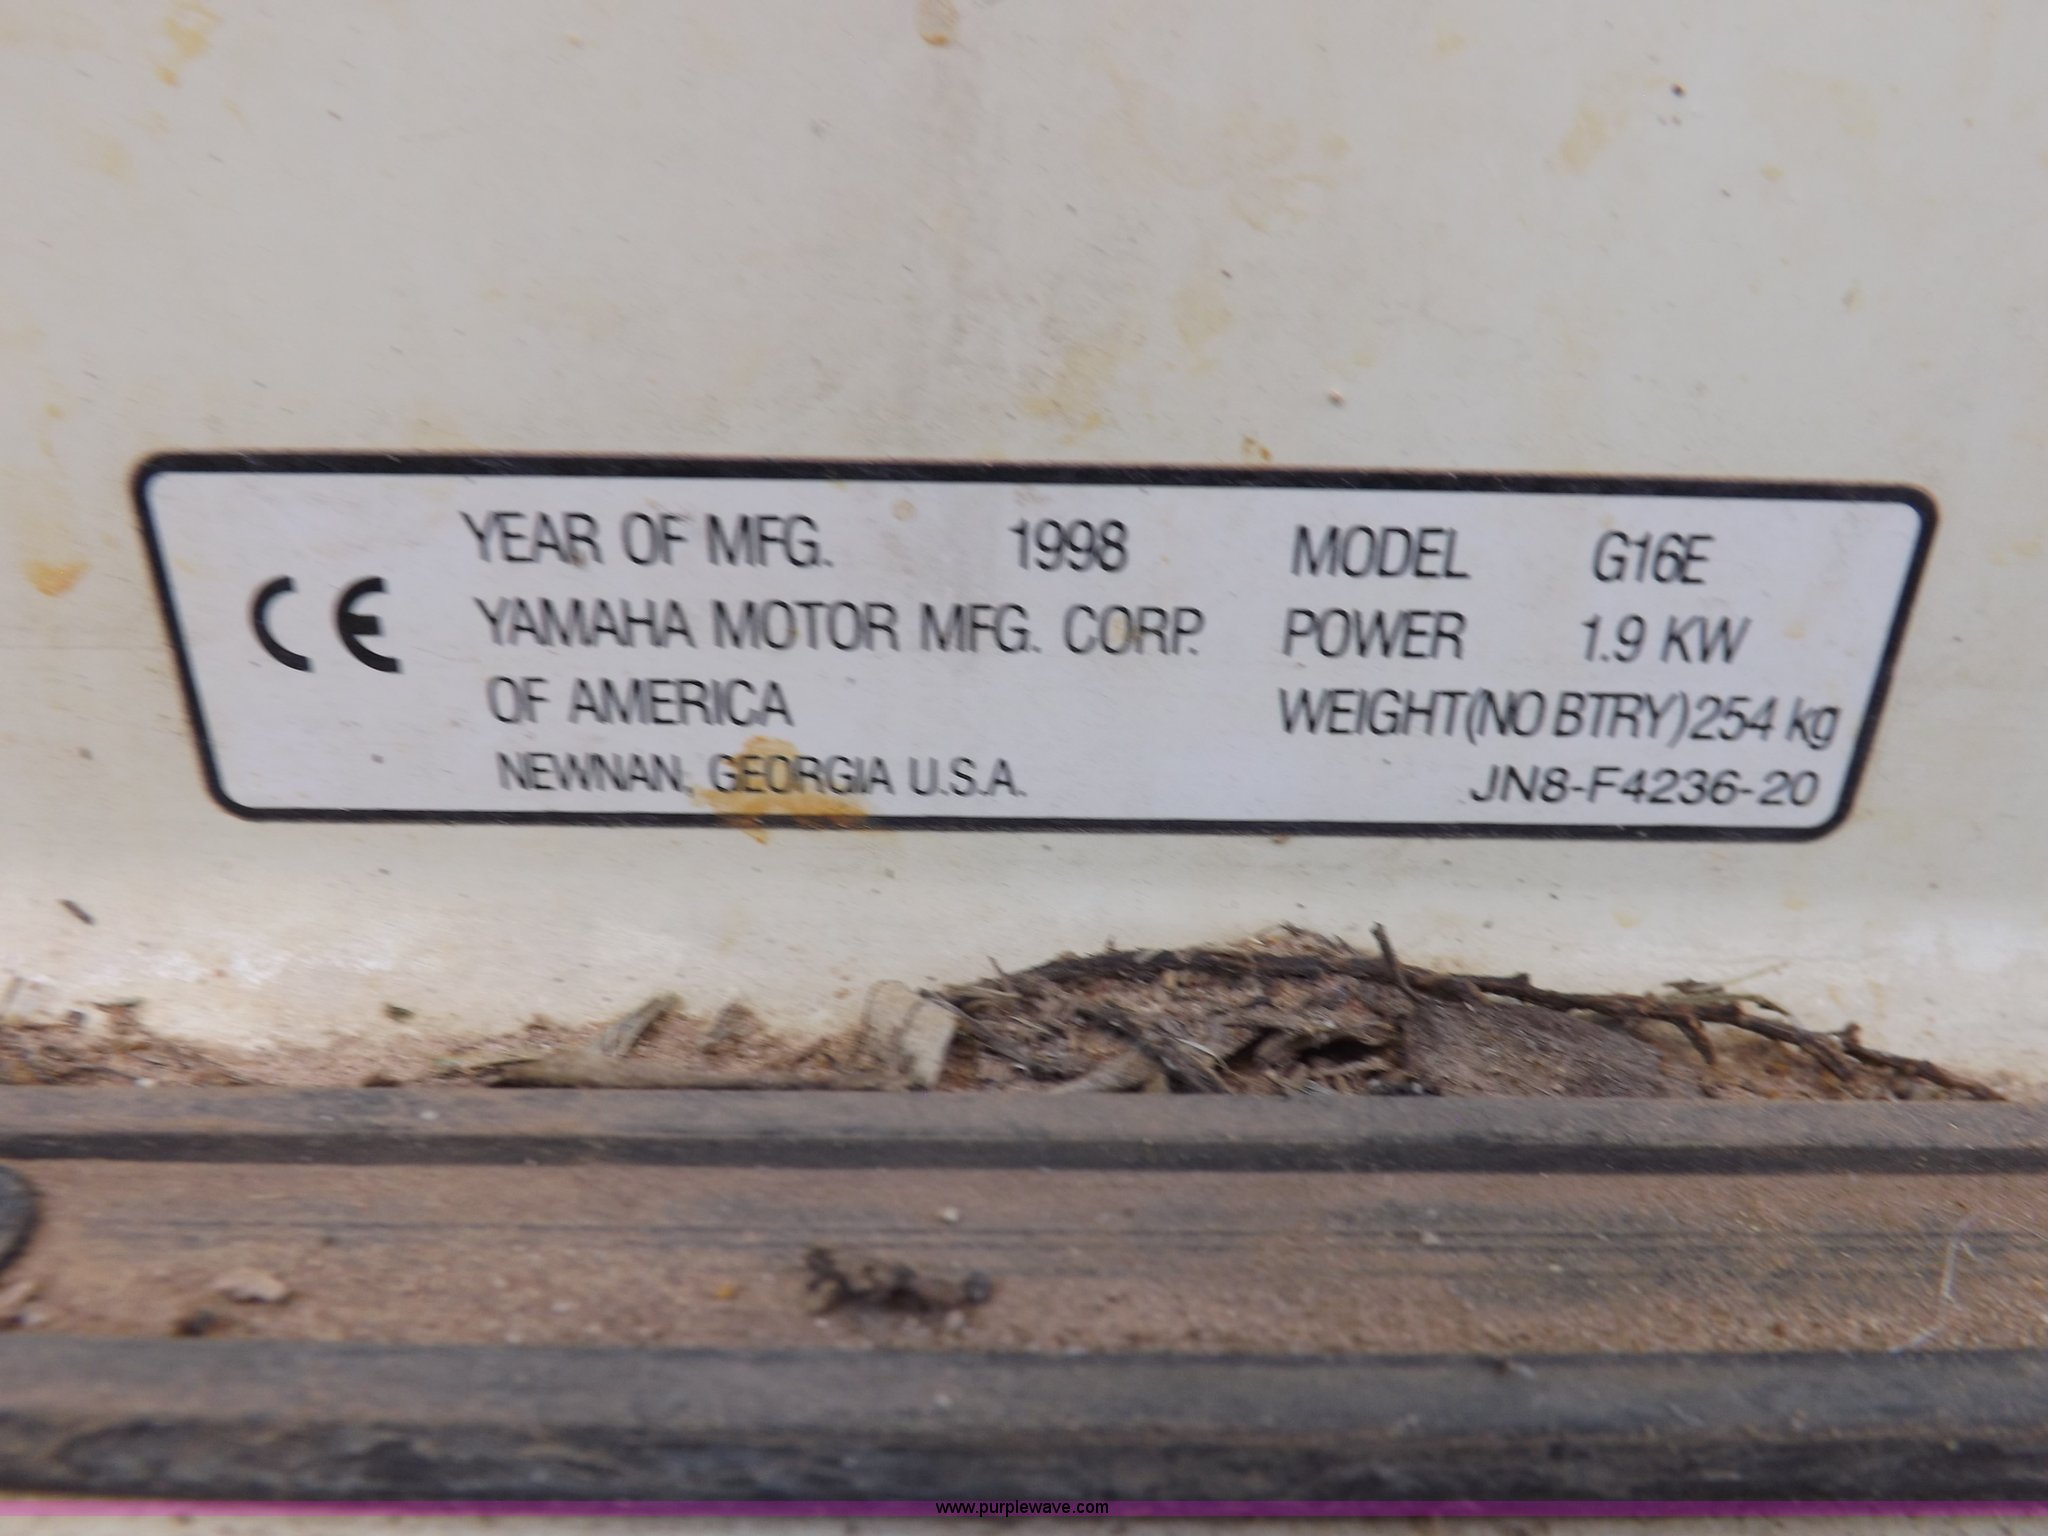 CE
YEAR OF MFG. 1998
YAMAHA MOTOR MFG. CORP.
OF AMERICA
NEWNAN, GEORGIA U.S.A.
MODEL G16E
POWER 1.9 KW
WEIGHT(NO BTRY)254 kg
JN8-F4236-20
www.purplewave.com